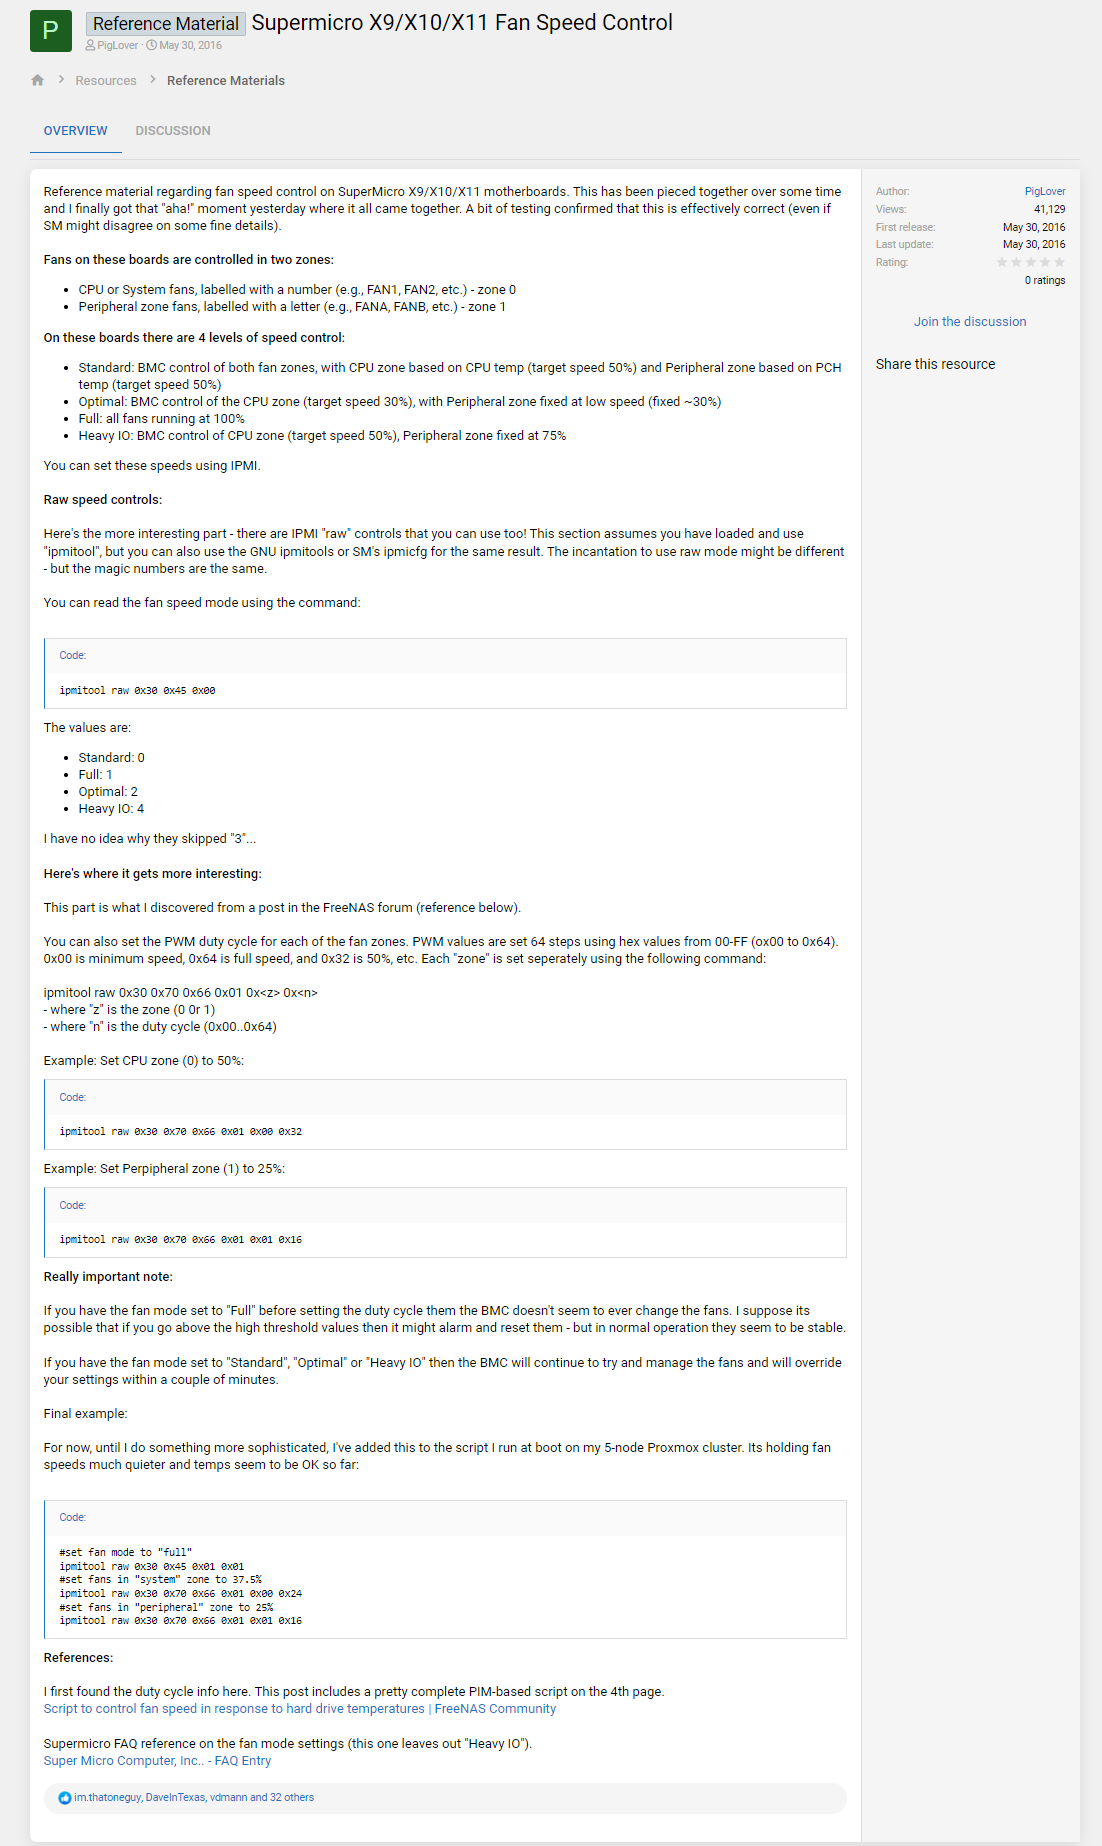 P
Reference Material Supermicro X9/X10/X11 Fan Speed Control
PigLover · May 30, 2016
Resources > Reference Materials
OVERVIEW DISCUSSION
Reference material regarding fan speed control on SuperMicro X9/X10/X11 motherboards. This has been pieced together over some time
and I finally got that "aha!" moment yesterday where it all came together. A bit of testing confirmed that this is effectively correct (even if
SM might disagree on some fine details).
Fans on these boards are controlled in two zones:
• CPU or System fans, labelled with a number (e.g., FAN1, FAN2, etc.) - zone 0
• Peripheral zone fans, labelled with a letter (e.g., FANA, FANB, etc.) - zone 1
On these boards there are 4 levels of speed control:
• Standard: BMC control of both fan zones, with CPU zone based on CPU temp (target speed 50%) and Peripheral zone based on PCH
temp (target speed 50%)
• Optimal: BMC control of the CPU zone (target speed 30%), with Peripheral zone fixed at low speed (fixed ~30%)
• Full: all fans running at 100%
• Heavy IO: BMC control of CPU zone (target speed 50%), Peripheral zone fixed at 75%
You can set these speeds using IPMI.
Raw speed controls:
Here's the more interesting part - there are IPMI "raw" controls that you can use too! This section assumes you have loaded and use
"ipmitool", but you can also use the GNU ipmitools or SM's ipmicfg for the same result. The incantation to use raw mode might be different
- but the magic numbers are the same.
You can read the fan speed mode using the command:
Code:
ipmitool raw 0x30 0x45 0x00
The values are:
• Standard: 0
• Full: 1
• Optimal: 2
• Heavy IO: 4
I have no idea why they skipped "3"...
Here's where it gets more interesting:
This part is what I discovered from a post in the FreeNAS forum (reference below).
You can also set the PWM duty cycle for each of the fan zones. PWM values are set 64 steps using hex values from 00-FF (ox00 to 0x64).
0x00 is minimum speed, 0x64 is full speed, and 0x32 is 50%, etc. Each "zone" is set seperately using the following command:
ipmitool raw 0x30 0x70 0x66 0x01 0x<z> 0x<n>
- where "z" is the zone (0 0r 1)
- where "n" is the duty cycle (0x00..0x64)
Example: Set CPU zone (0) to 50%:
Code:
ipmitool raw 0x30 0x70 0x66 0x01 0x00 0x32
Example: Set Perpipheral zone (1) to 25%:
Code:
ipmitool raw 0x30 0x70 0x66 0x01 0x01 0x16
Really important note:
If you have the fan mode set to "Full" before setting the duty cycle them the BMC doesn't seem to ever change the fans. I suppose its
possible that if you go above the high threshold values then it might alarm and reset them - but in normal operation they seem to be stable.
If you have the fan mode set to "Standard", "Optimal" or "Heavy IO" then the BMC will continue to try and manage the fans and will override
your settings within a couple of minutes.
Final example:
For now, until I do something more sophisticated, I've added this to the script I run at boot on my 5-node Proxmox cluster. Its holding fan
speeds much quieter and temps seem to be OK so far:
Code:
#set fan mode to "full"
ipmitool raw 0x30 0x45 0x01 0x01
#set fans in "system" zone to 37.5%
ipmitool raw 0x30 0x70 0x66 0x01 0x00 0x24
#set fans in "peripheral" zone to 25%
ipmitool raw 0x30 0x70 0x66 0x01 0x01 0x16
References:
I first found the duty cycle info here. This post includes a pretty complete PIM-based script on the 4th page.
Script to control fan speed in response to hard drive temperatures | FreeNAS Community
Supermicro FAQ reference on the fan mode settings (this one leaves out "Heavy IO").
Super Micro Computer, Inc.. - FAQ Entry
im.thatoneguy, DaveInTexas, vdmann and 32 others
Author: PigLover
Views: 41,129
First release: May 30, 2016
Last update: May 30, 2016
Rating:
0 ratings
Join the discussion
Share this resource